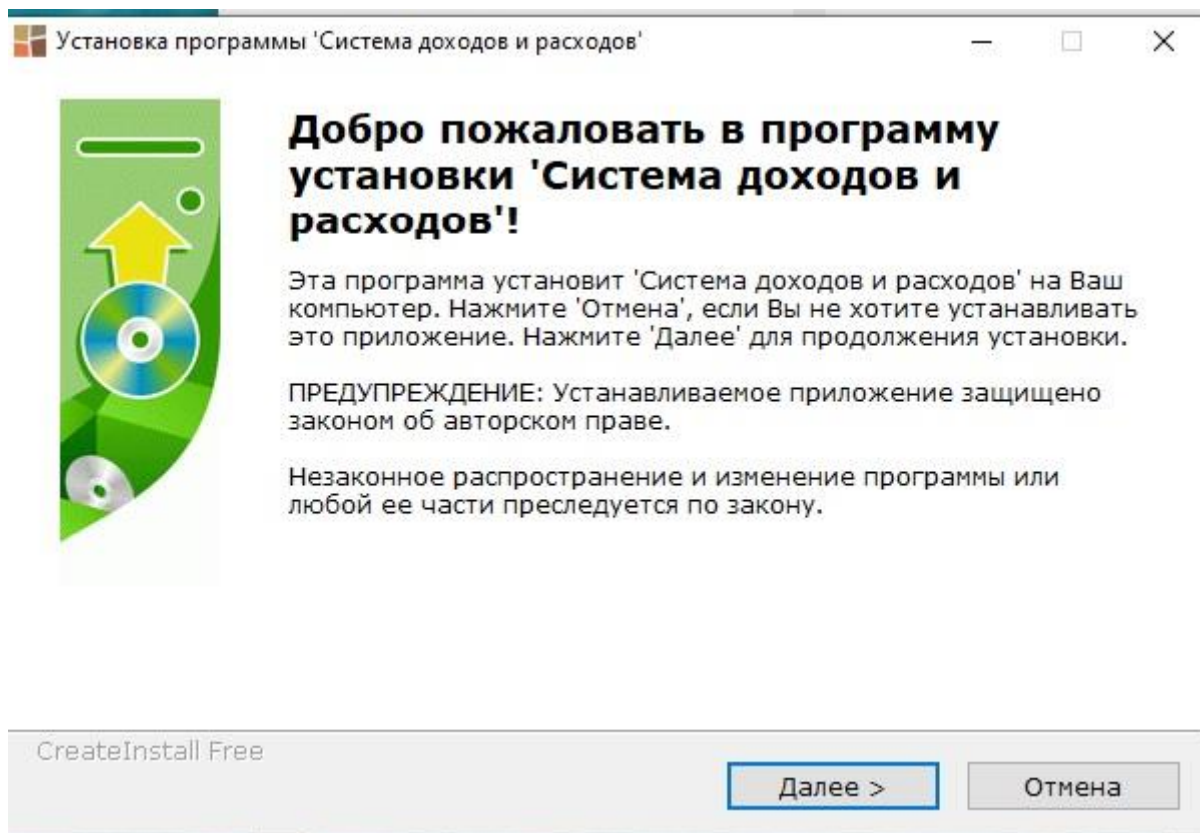 Установка программы 'Система доходов и расходов'
Добро пожаловать в программу
установки 'Система доходов и
расходов'!
Эта программа установит 'Система доходов и расходов' на Ваш
компьютер. Нажмите 'Отмена', если Вы не хотите устанавливать
это приложение. Нажмите 'Далее' для продолжения установки.
ПРЕДУПРЕЖДЕНИЕ: Устанавливаемое приложение защищено
законом об авторском праве.
Незаконное распространение и изменение программы или
любой ее части преследуется по закону.
CreateInstall Free
Далее >
Отмена